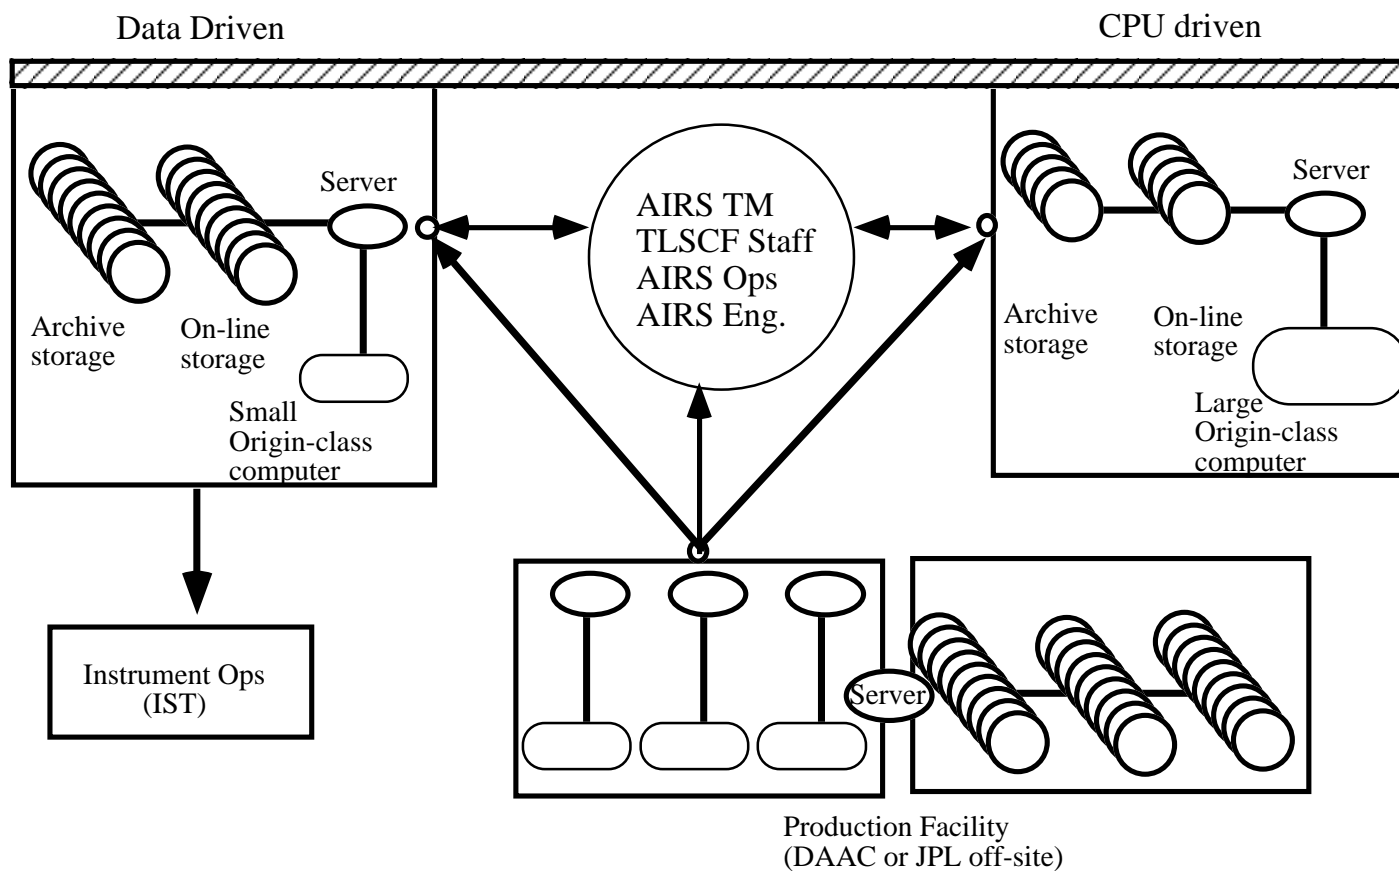 Data Driven
CPU driven
Server
Archive
storage
On-line
storage
Small
Origin-class
computer
AIRS TM
TLSCF Staff
AIRS Ops
AIRS Eng.
Server
Archive
storage
On-line
storage
Large
Origin-class
computer
Instrument Ops
(IST)
Server
Production Facility
(DAAC or JPL off-site)